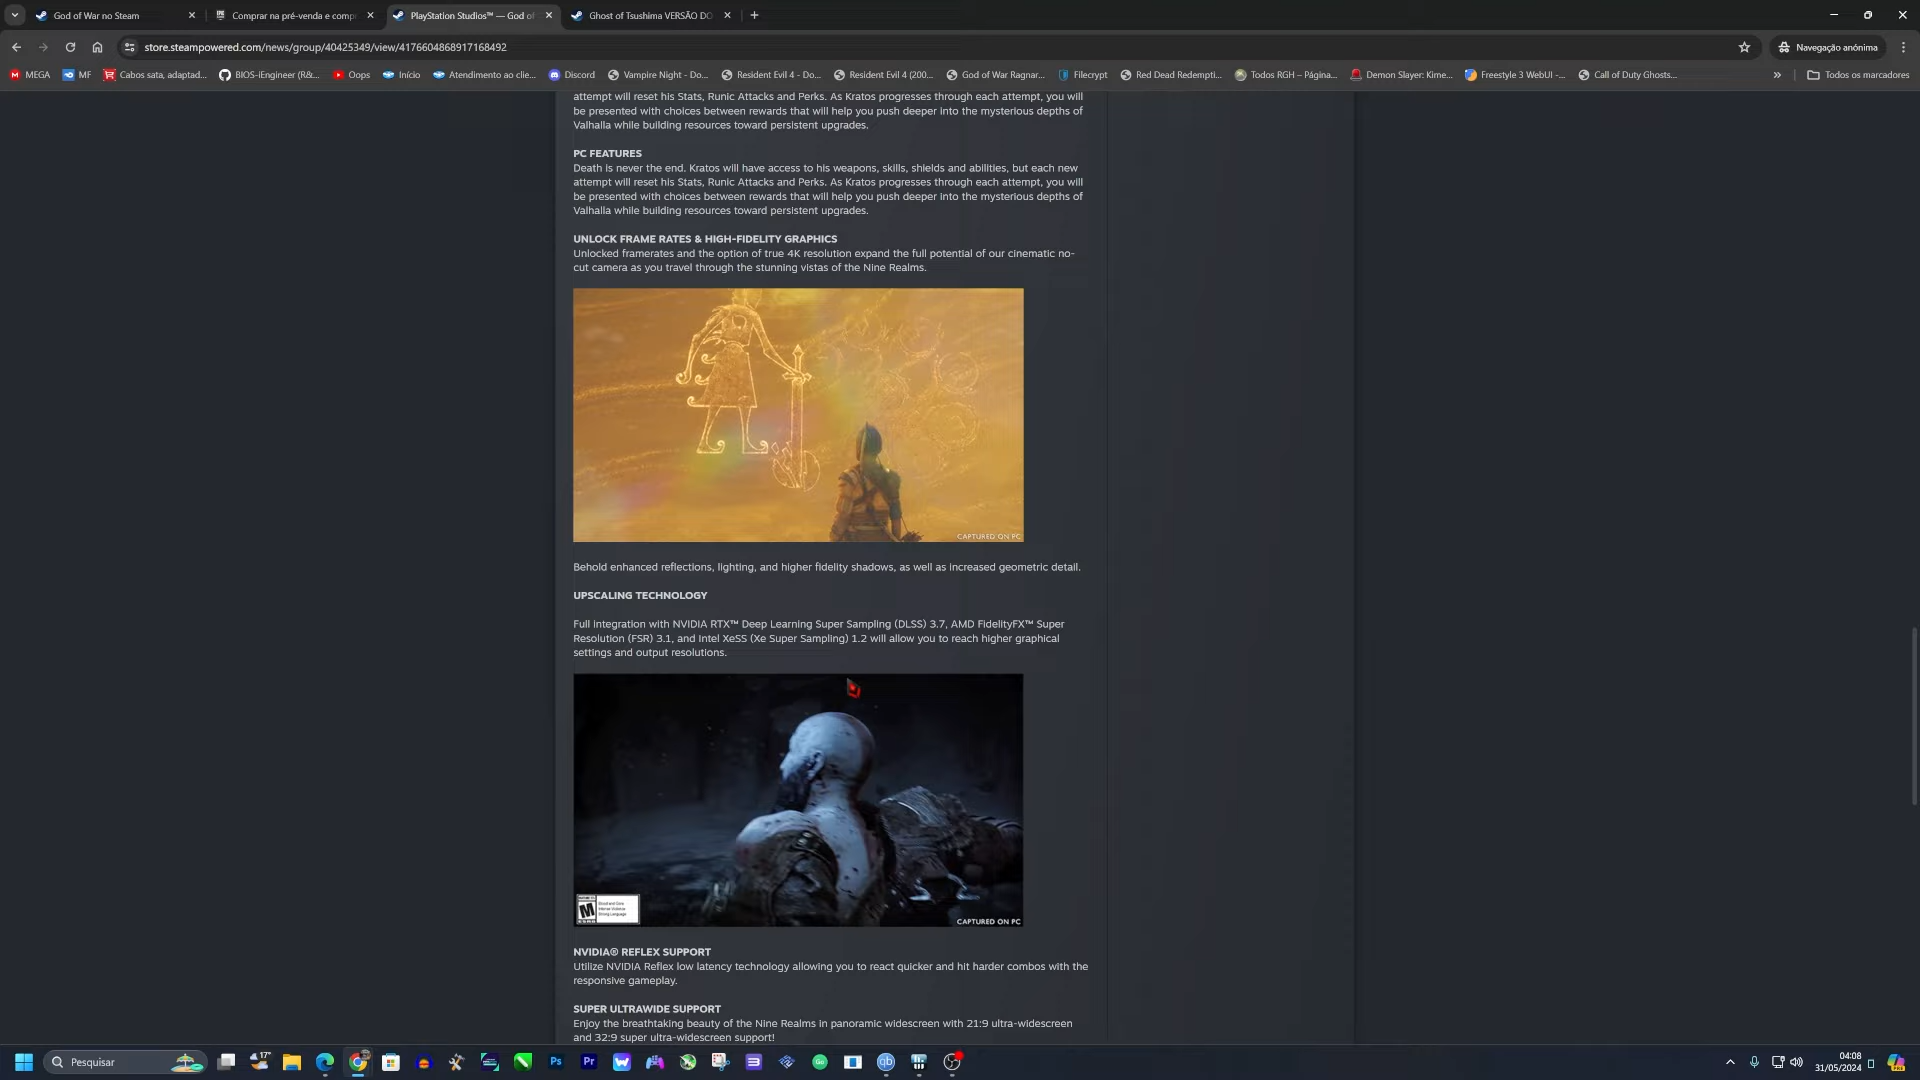 God of War no Steam
Comprar na pré-venda e comp
PlayStation Studios™ — God of
Ghost of Tsushima VERSÃO DO
store.steampowered.com/news/group/40425349/view/4176604868917168492
Navegação anónima
MEGA
MF
Cabos sata, adaptad...
BIOS-iEngineer (R&...
Oops
Início
Atendimento ao clie...
Discord
Vampire Night - Do...
Resident Evil 4 - Do...
Resident Evil 4 (200...
God of War Ragnar...
Filecrypt
Red Dead Redempti...
Todos RGH – Página...
Demon Slayer: Kime...
Freestyle 3 WebUI -...
Call of Duty Ghosts...
Todos os marcadores
attempt will reset his Stats, Runic Attacks and Perks. As Kratos progresses through each attempt, you will
be presented with choices between rewards that will help you push deeper into the mysterious depths of
Valhalla while building resources toward persistent upgrades.
PC FEATURES
Death is never the end. Kratos will have access to his weapons, skills, shields and abilities, but each new
attempt will reset his Stats, Runic Attacks and Perks. As Kratos progresses through each attempt, you will
be presented with choices between rewards that will help you push deeper into the mysterious depths of
Valhalla while building resources toward persistent upgrades.
UNLOCK FRAME RATES & HIGH-FIDELITY GRAPHICS
Unlocked framerates and the option of true 4K resolution expand the full potential of our cinematic no-
cut camera as you travel through the stunning vistas of the Nine Realms.
CAPTURED ON PC
Behold enhanced reflections, lighting, and higher fidelity shadows, as well as increased geometric detail.
UPSCALING TECHNOLOGY
Full integration with NVIDIA RTX™ Deep Learning Super Sampling (DLSS) 3.7, AMD FidelityFX™ Super
Resolution (FSR) 3.1, and Intel XeSS (Xe Super Sampling) 1.2 will allow you to reach higher graphical
settings and output resolutions.
M
Blood and Gore
Intense Violence
Strong Language
CAPTURED ON PC
NVIDIA® REFLEX SUPPORT
Utilize NVIDIA Reflex low latency technology allowing you to react quicker and hit harder combos with the
responsive gameplay.
SUPER ULTRAWIDE SUPPORT
Enjoy the breathtaking beauty of the Nine Realms in panoramic widescreen with 21:9 ultra-widescreen
and 32:9 super ultra-widescreen support!
Pesquisar
17°
Ps
Pr
qb
04:08
31/05/2024